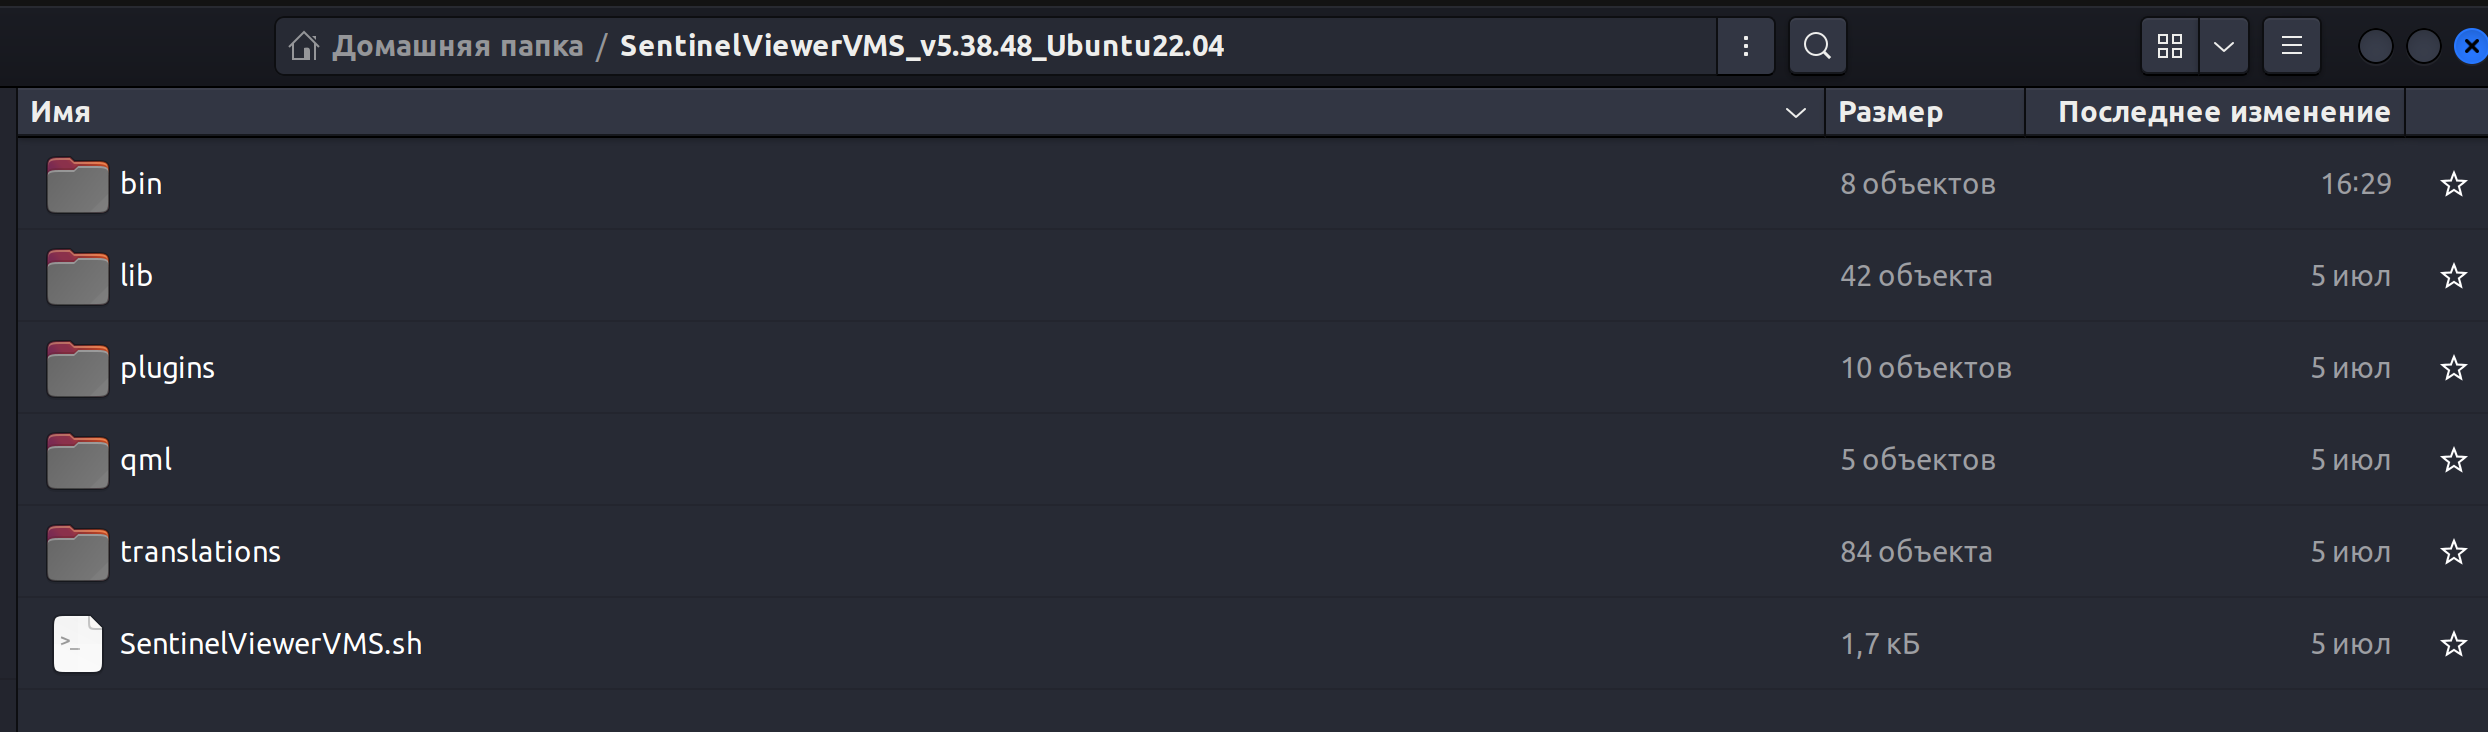 Домашняя папка / SentinelViewerVMS_v5.38.48_Ubuntu22.04
Имя Размер Последнее изменение
bin 8 объектов 16:29
lib 42 объекта 5 июл
plugins 10 объектов 5 июл
qml 5 объектов 5 июл
translations 84 объекта 5 июл
>_ SentinelViewerVMS.sh 1,7 кБ 5 июл